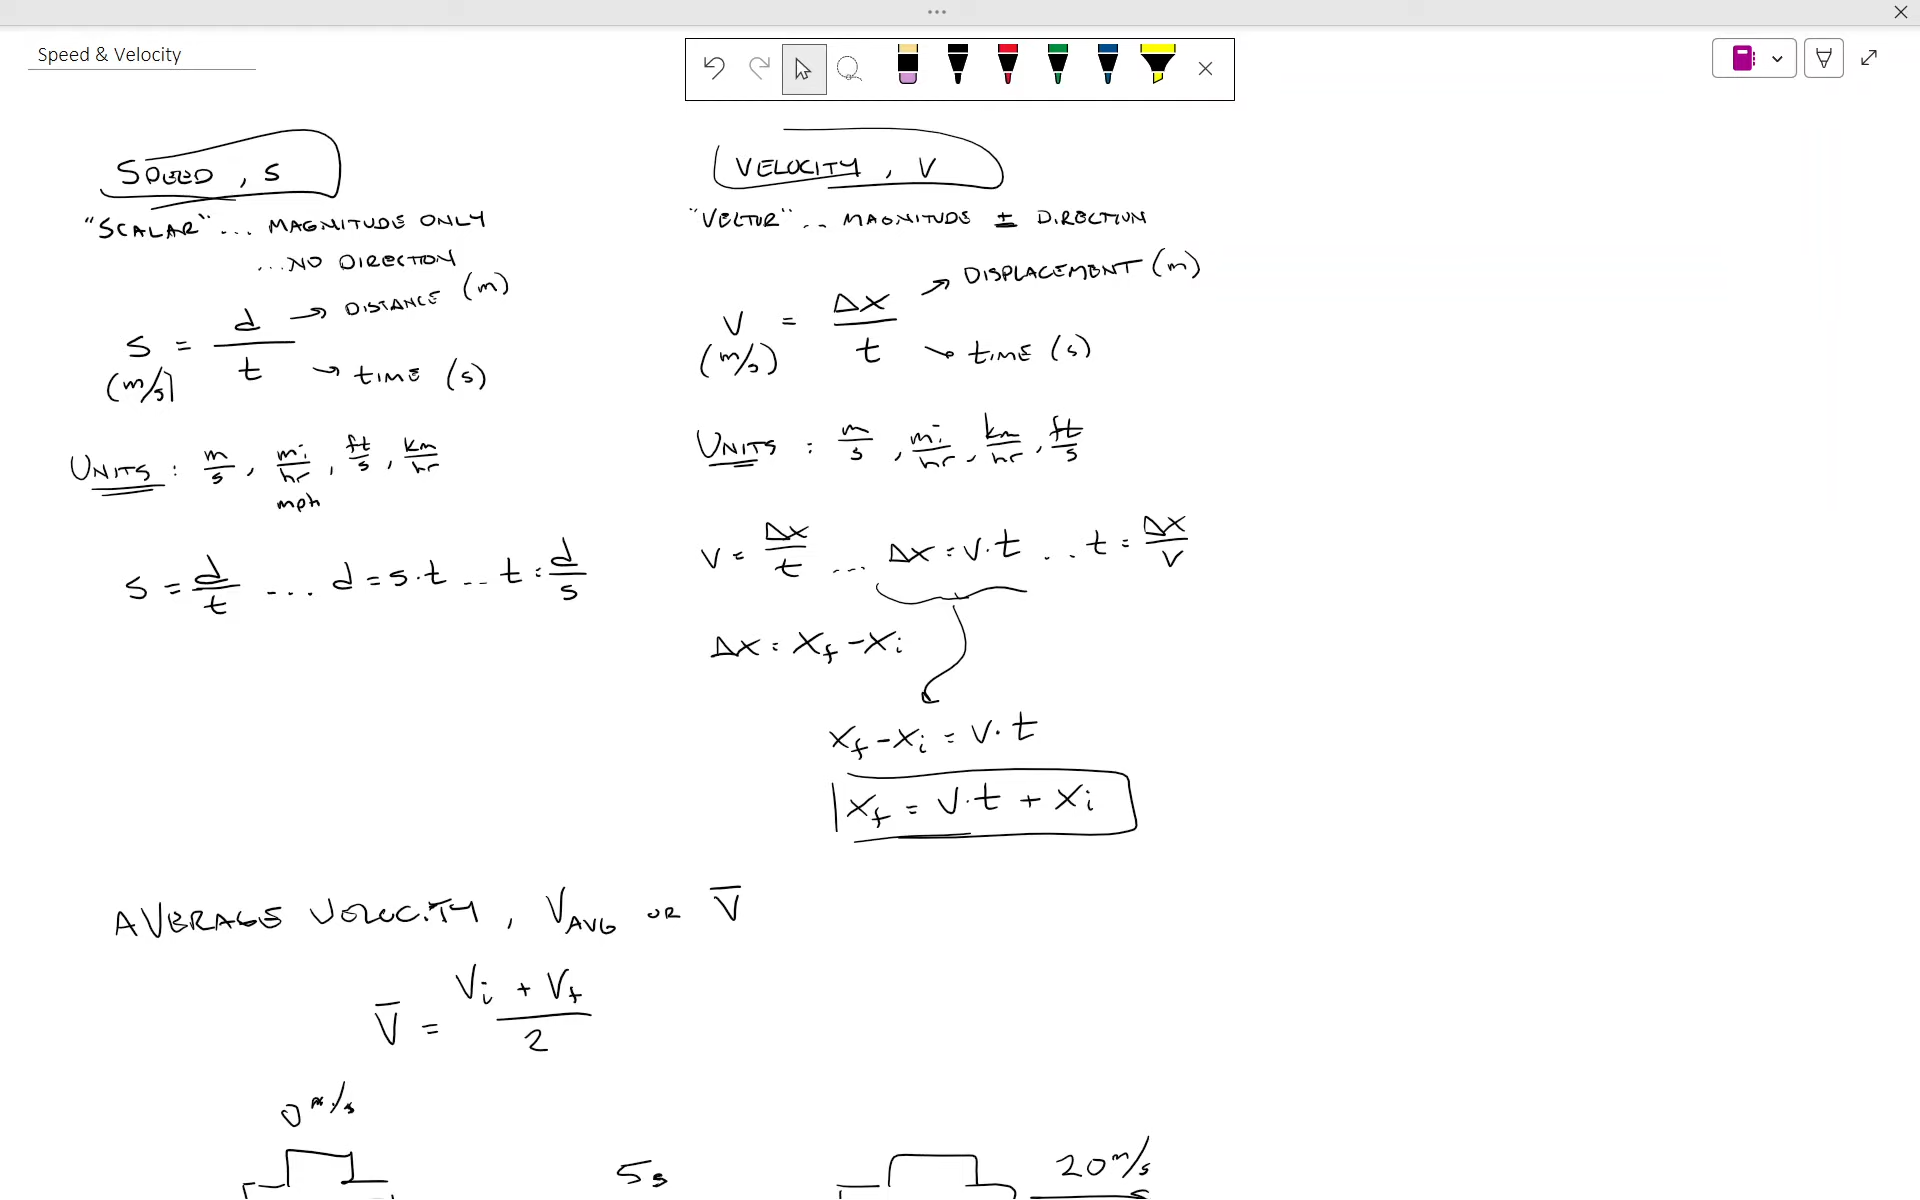 Speed & Velocity
SPEED , S
"SCALAR" ... MAGNITUDE ONLY
... NO DIRECTION
S = d/t
d → DISTANCE (m)
(m/s)
t → TIME (s)
UNITS : m/s , mi/hr , ft/s , km/hr
mph
S = d/t .... d = s·t ... t = d/s
VELOCITY , V
"VECTOR" ... MAGNITUDE ± DIRECTION
V = Δx/t
Δx → DISPLACEMENT (m)
(m/s)
t → TIME (s)
UNITS : m/s , mi/hr , km/hr , ft/s
V = Δx/t ... Δx = V·t ... t = Δx/V
Δx = Xf - Xi
Xf - Xi = V·t
Xf = V·t + Xi
AVERAGE VELOCITY , VAVG OR V̄
V̄ = Vi + Vf / 2
0 m/s
5s
20 m/s